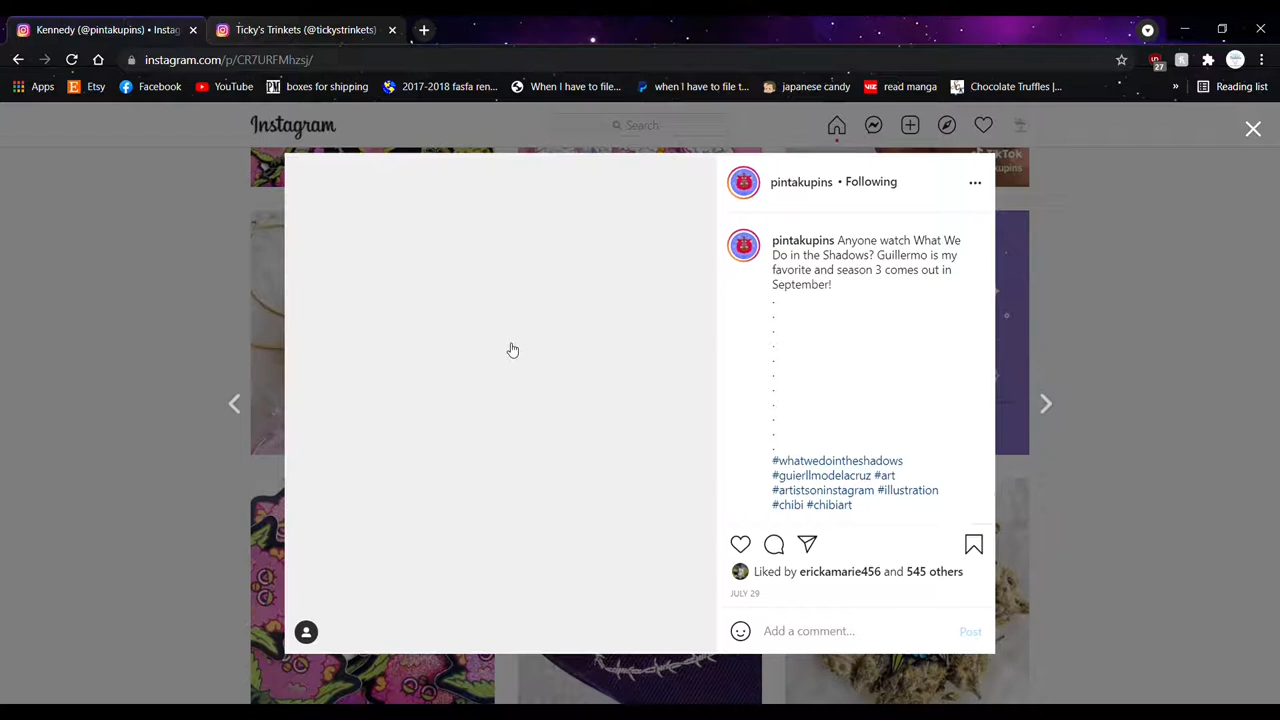 Kennedy (@pintakupins) • Instag
Ticky's Trinkets (@tickystrinkets)
instagram.com/p/CR7URFMhzsj/
27
Apps
Etsy
Facebook
YouTube
boxes for shipping
2017-2018 fasfa ren...
When I have to file...
when I have to file t...
japanese candy
VIZ
read manga
Chocolate Truffles |...
»
Reading list
Instagram
Search
TikTok
kupins
pintakupins • Following
pintakupins Anyone watch What We
Do in the Shadows? Guillermo is my
favorite and season 3 comes out in
September!
.
.
.
.
.
.
.
.
.
.
.
#whatwedointheshadows
#guierllmodelacruz #art
#artistsoninstagram #illustration
#chibi #chibiart
Liked by erickamarie456 and 545 others
JULY 29
Add a comment...
Post